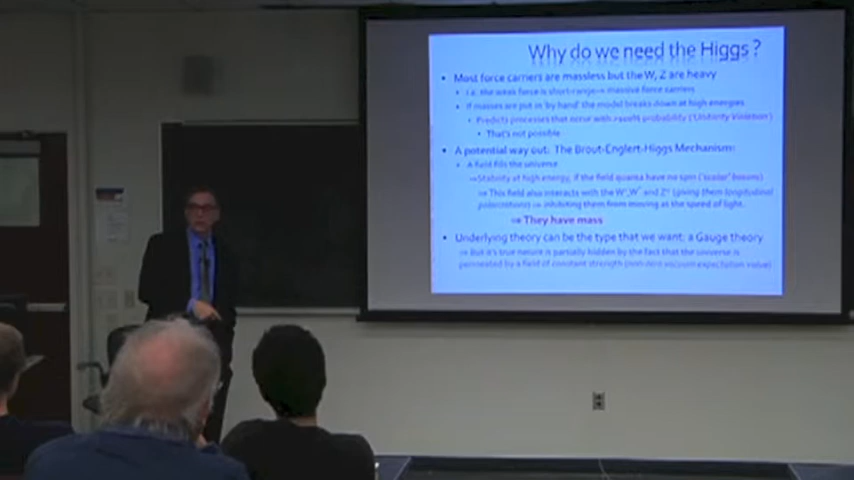 Why do we need the Higgs?
• Most force carriers are massless but the W, Z are heavy
• i.e. the weak force is short-range → massive force carriers
• If masses are put in 'by hand' the model breaks down at high energies
• Predicts processes that occur with >100% probability ('Unitarity Violation')
• That's not possible
• A potential way out: The Brout-Englert-Higgs Mechanism:
• A field fills the universe
⇒ Stability at high energy, if the field quanta have no spin ('scalar' bosons)
⇒ This field also interacts with the W⁺, W⁻ and Z⁰ (giving them longitudinal
polarizations) ⇒ inhibiting them from moving at the speed of light.
⇒ They have mass
• Underlying theory can be the type that we want; a Gauge theory
⇒ But it's true nature is partially hidden by the fact that the universe is
permeated by a field of constant strength (non-zero vacuum expectation value)